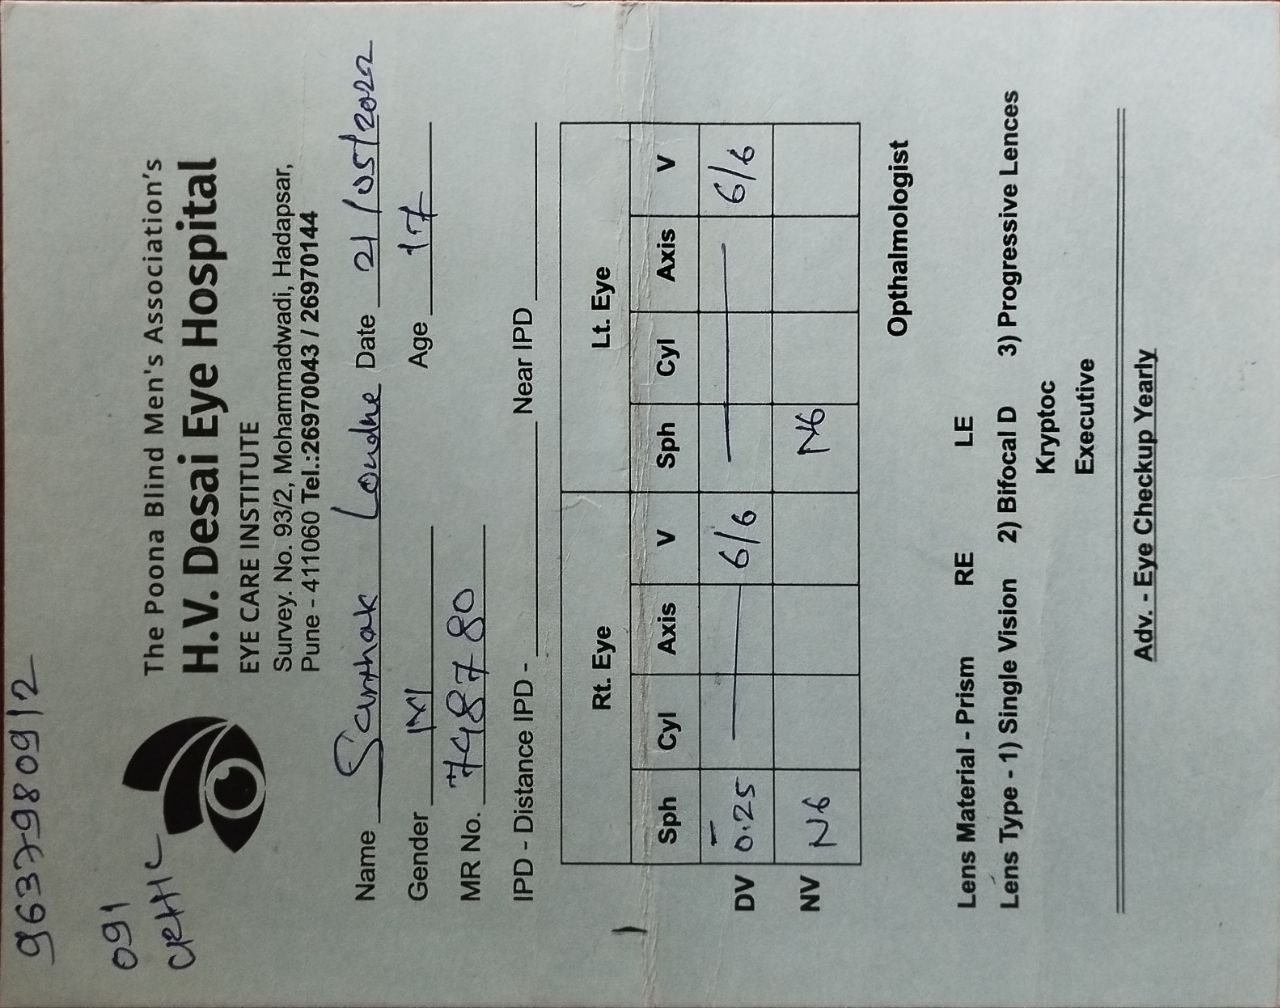 9637980912
091
The Poona Blind Men's Association's
H.V. Desai Eye Hospital
EYE CARE INSTITUTE
Survey. No. 93/2, Mohammadwadi, Hadapsar,
Pune - 411060 Tel.:26970043 / 26970144
Name Sarthak Londhe Date 21/05/2022
Gender M Age 17
MR No. 748780
IPD - Distance IPD - Near IPD
Rt. Eye Lt. Eye
Sph Cyl Axis V Sph Cyl Axis V
DV -0.25 — 6/6 — 6/6
NV N6 N6
Opthalmologist
Lens Material - Prism RE LE
Lens Type - 1) Single Vision 2) Bifocal D 3) Progressive Lences
Kryptoc
Executive
Adv. - Eye Checkup Yearly